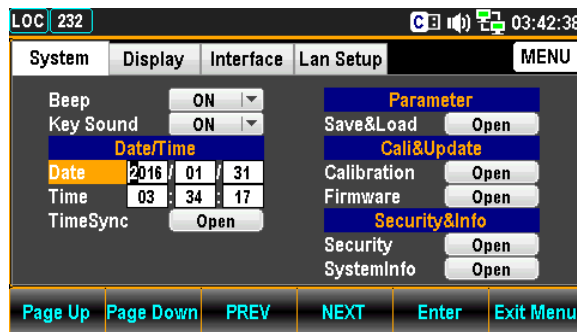 LOC 232 C 03:42:38
System Display Interface Lan Setup MENU
Beep ON
Key Sound ON
Date/Time
Date 2016 / 01 / 31
Time 03 : 34 : 17
TimeSync Open
Parameter
Save&Load Open
Cali&Update
Calibration Open
Firmware Open
Security&Info
Security Open
SystemInfo Open
Page Up Page Down PREV NEXT Enter Exit Menu